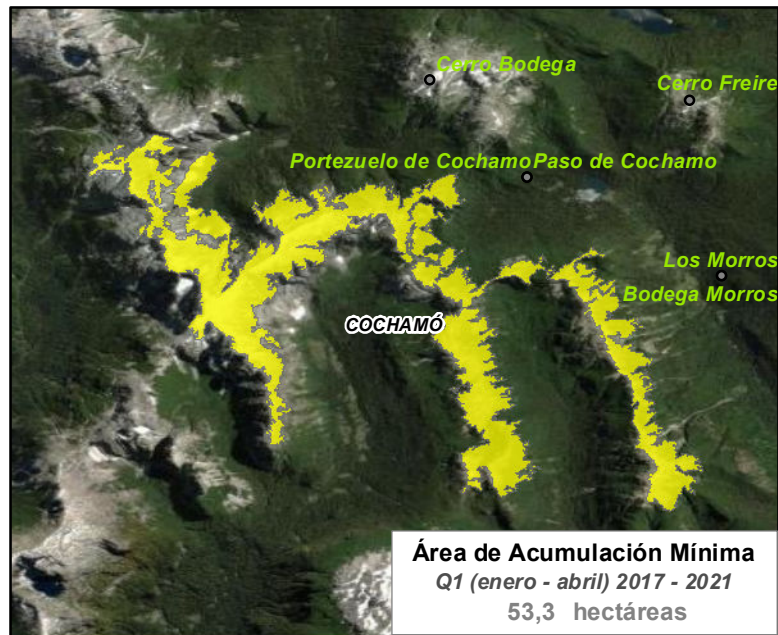 Cerro Bodega
Cerro Freire
Portezuelo de Cochamo Paso de Cochamo
Los Morros
Bodega Morros
COCHAMÓ
Área de Acumulación Mínima
Q1 (enero - abril) 2017 - 2021
53,3 hectáreas